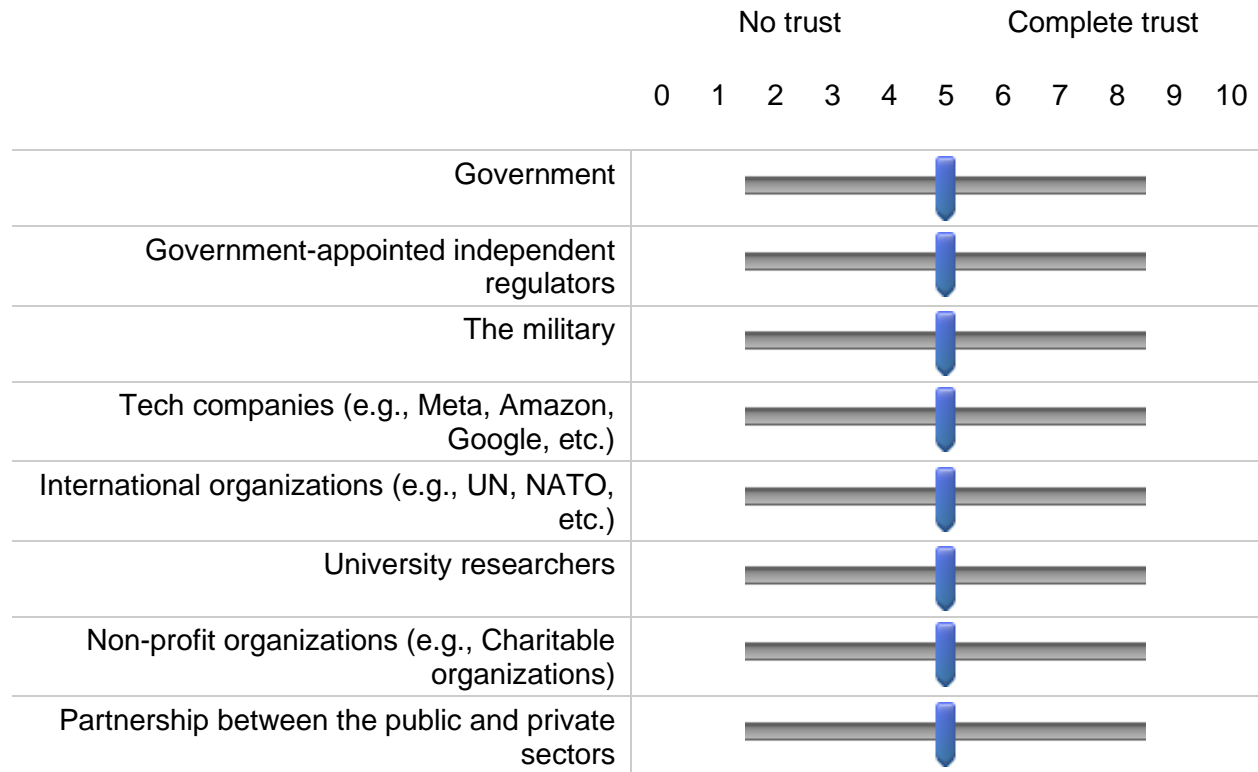 No trust Complete trust
0 1 2 3 4 5 6 7 8 9 10
Government
Government-appointed independent
regulators
The military
Tech companies (e.g., Meta, Amazon,
Google, etc.)
International organizations (e.g., UN, NATO,
etc.)
University researchers
Non-profit organizations (e.g., Charitable
organizations)
Partnership between the public and private
sectors